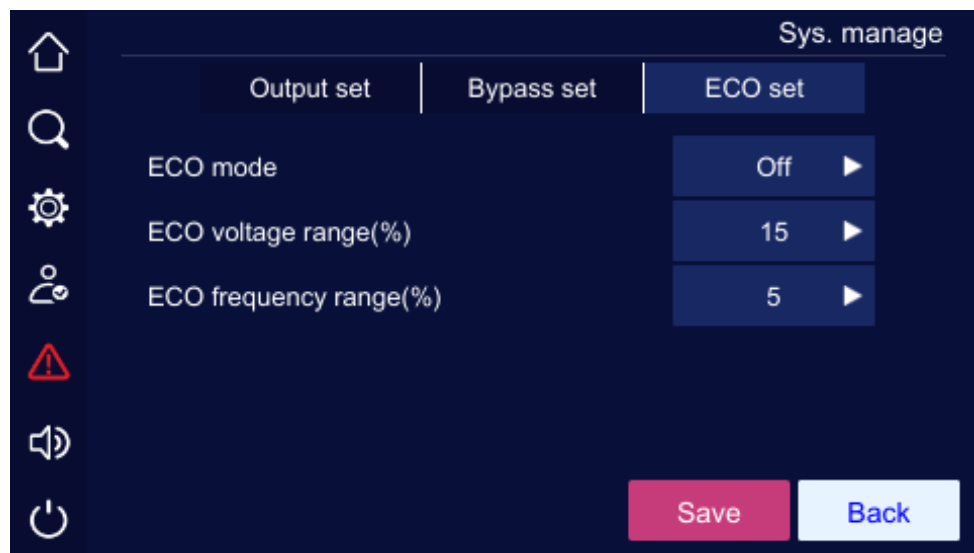 Sys. manage
Output set Bypass set ECO set
ECO mode Off
ECO voltage range(%) 15
ECO frequency range(%) 5
Save Back